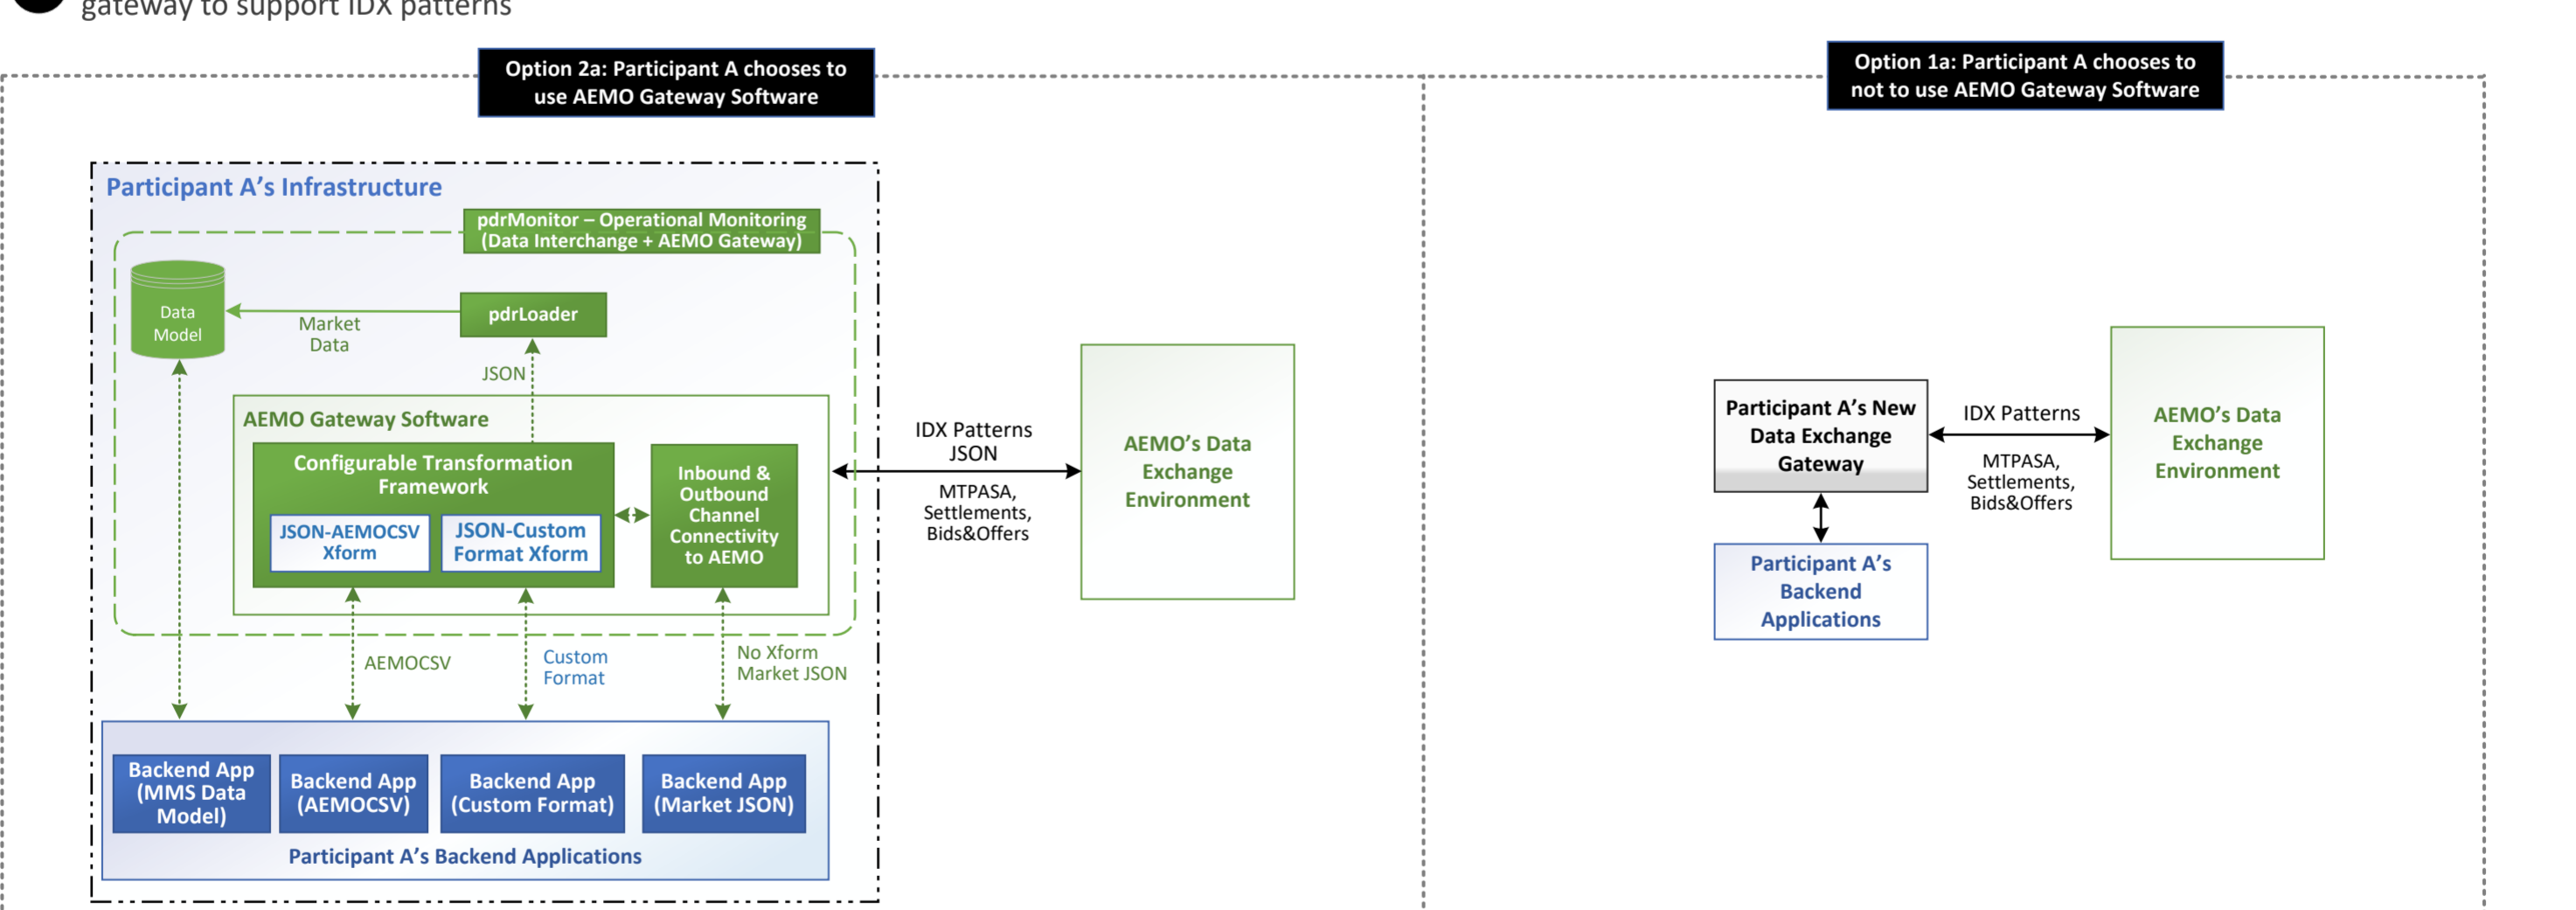 gateway to support IDX patterns
Option 2a: Participant A chooses to
use AEMO Gateway Software
Option 1a: Participant A chooses to
not to use AEMO Gateway Software
Participant A's Infrastructure
pdrMonitor – Operational Monitoring
(Data Interchange + AEMO Gateway)
Data
Model
Market
Data
pdrLoader
JSON
AEMO Gateway Software
Configurable Transformation
Framework
JSON-AEMOCSV
Xform
JSON-Custom
Format Xform
Inbound &
Outbound
Channel
Connectivity
to AEMO
IDX Patterns
JSON
MTPASA,
Settlements,
Bids&Offers
AEMO's Data
Exchange
Environment
AEMOCSV
Custom
Format
No Xform
Market JSON
Backend App
(MMS Data
Model)
Backend App
(AEMOCSV)
Backend App
(Custom Format)
Backend App
(Market JSON)
Participant A's Backend Applications
Participant A's New
Data Exchange
Gateway
IDX Patterns
MTPASA,
Settlements,
Bids&Offers
AEMO's Data
Exchange
Environment
Participant A's
Backend
Applications